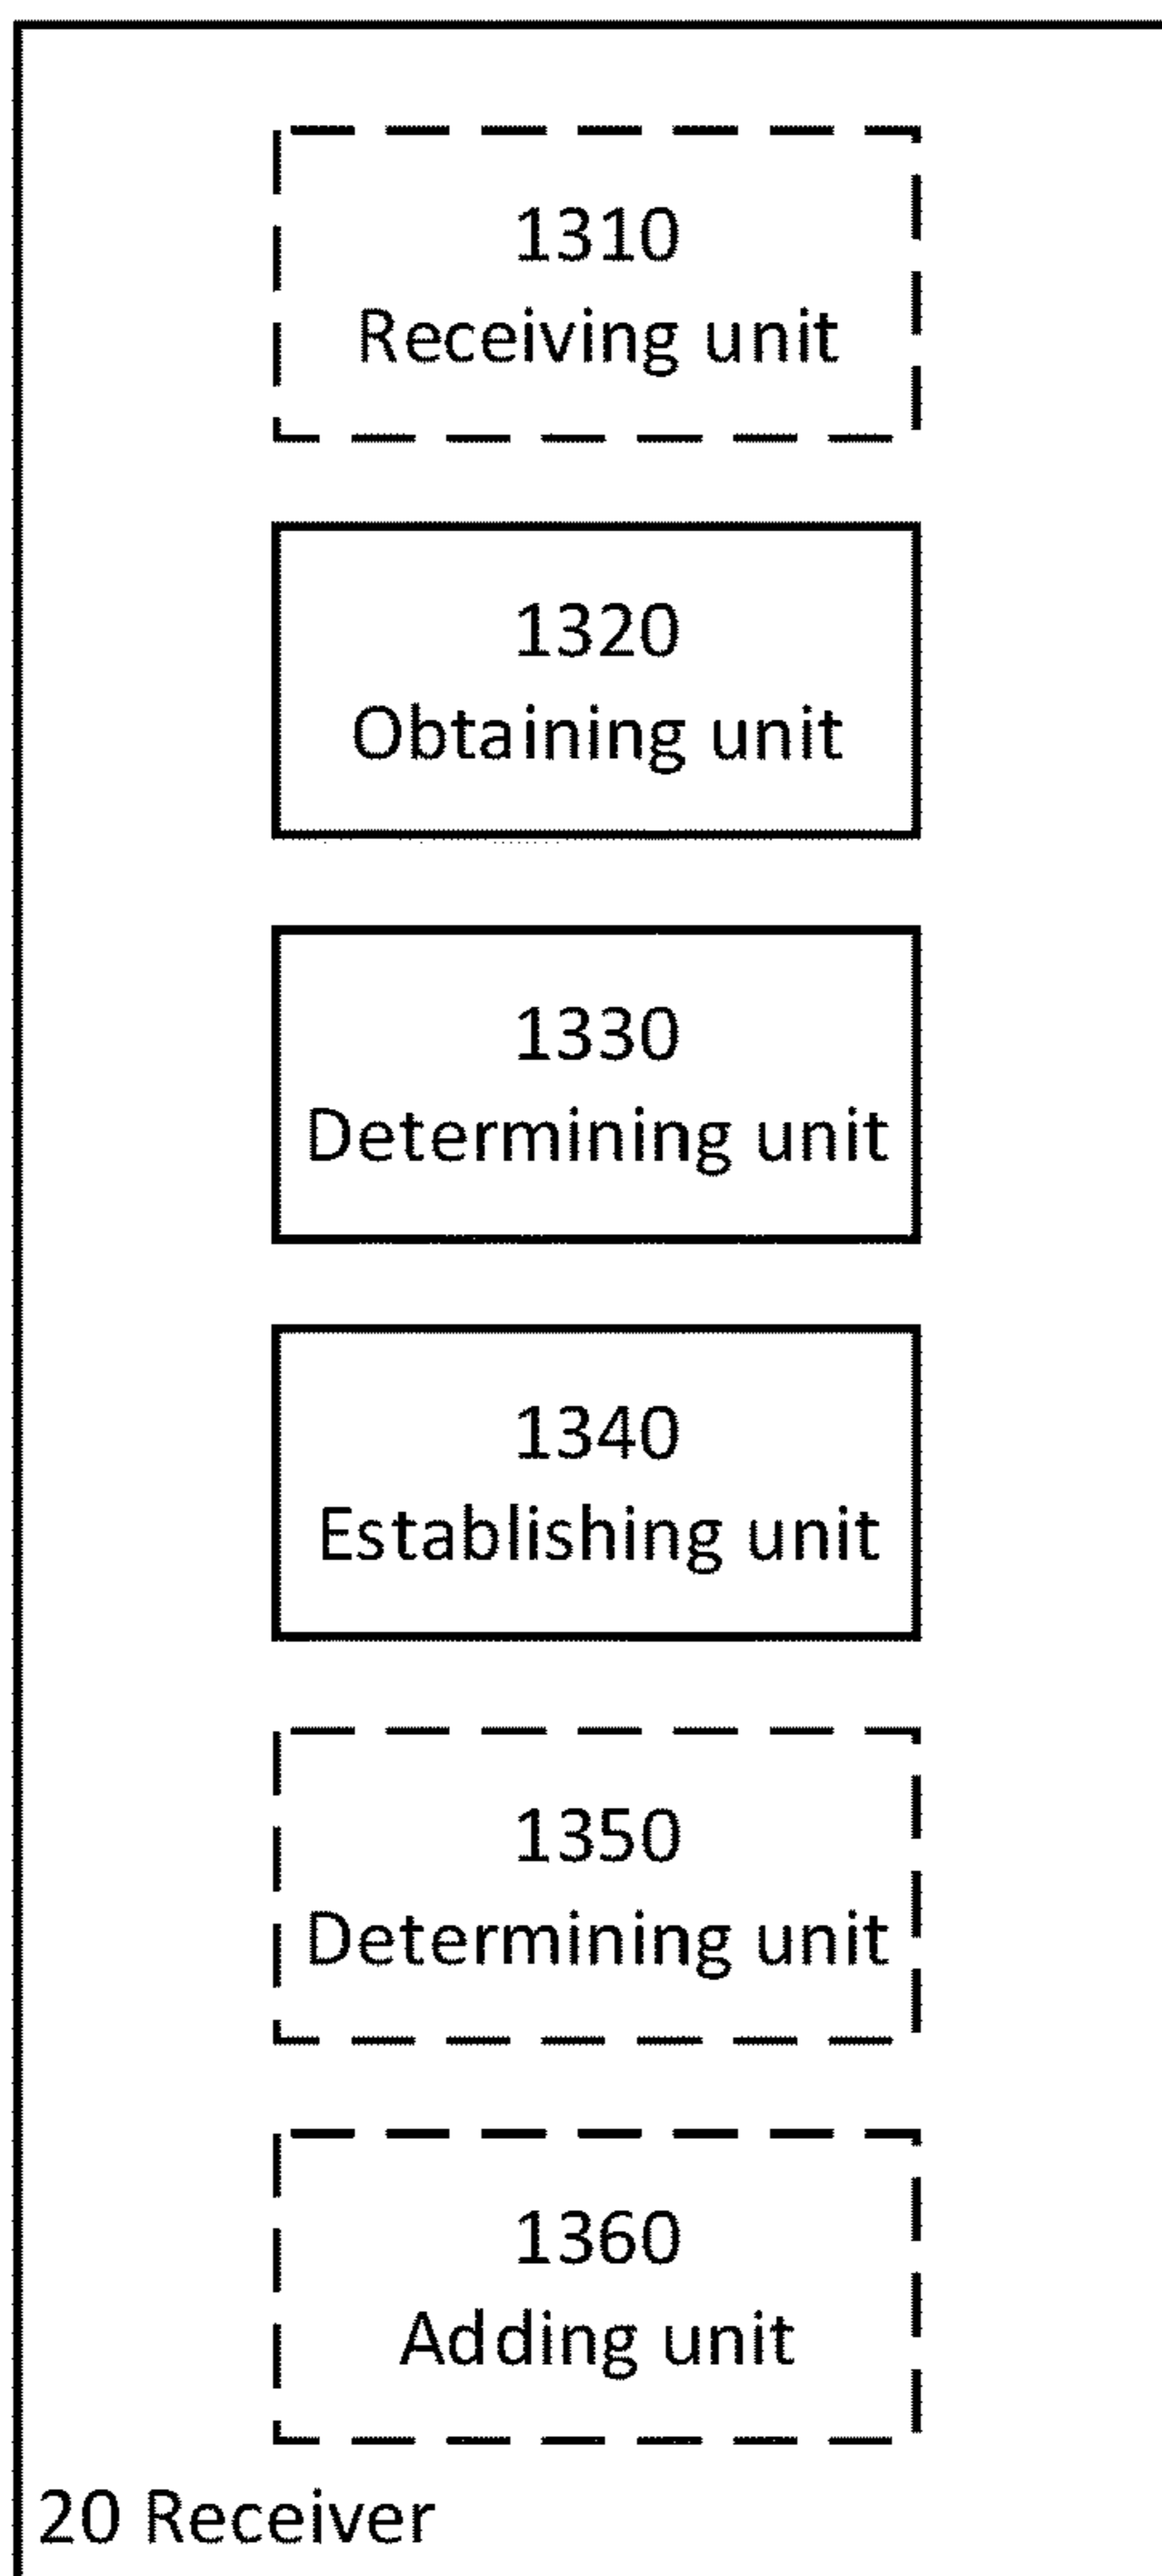 1310
Receiving unit
1320
Obtaining unit
1330
Determining unit
1340
Establishing unit
1350
Determining unit
1360
Adding unit
20 Receiver